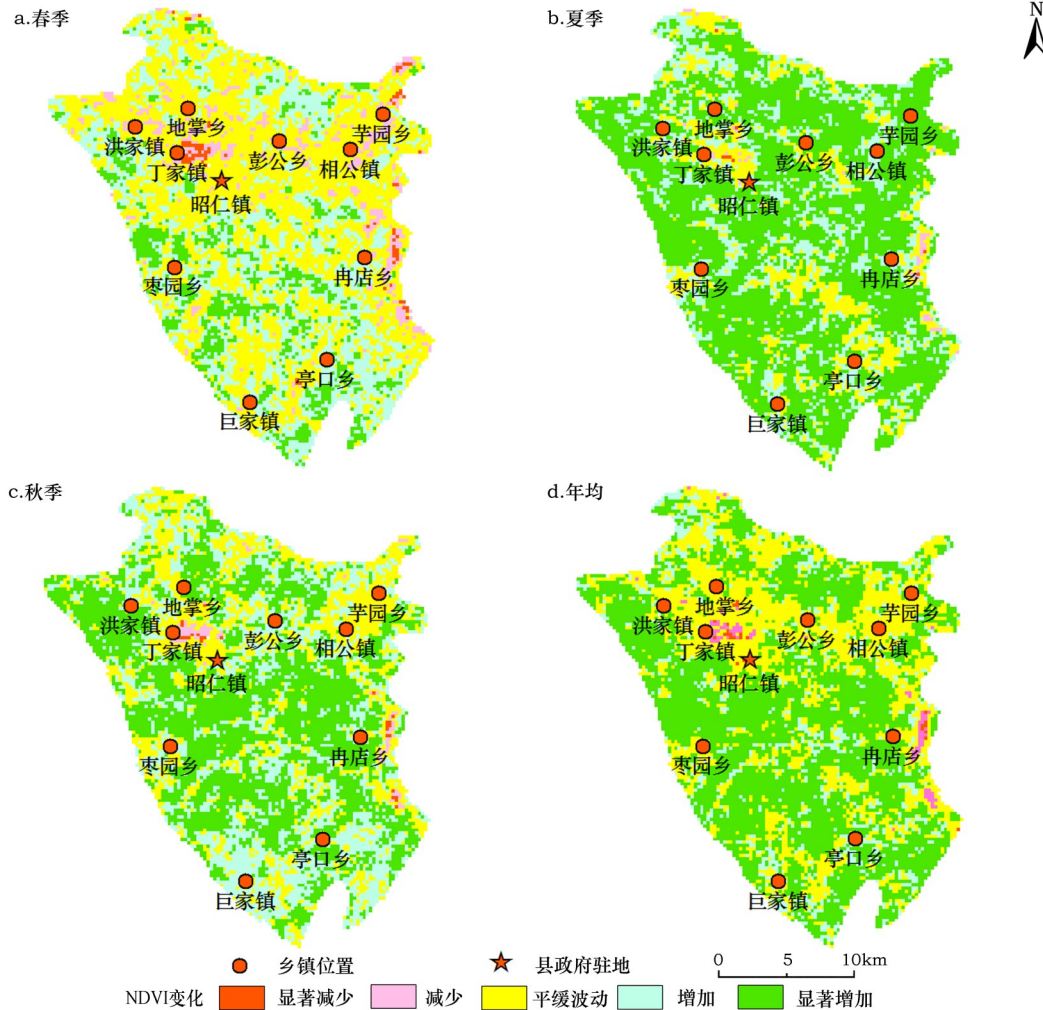 a.春季
b.夏季
N
地掌乡
芋园乡
洪家镇
彭公乡
相公镇
丁家镇
昭仁镇
冉店乡
枣园乡
亭口乡
巨家镇
地掌乡
芋园乡
洪家镇
彭公乡
相公镇
丁家镇
昭仁镇
冉店乡
枣园乡
亭口乡
巨家镇
c.秋季
d.年均
地掌乡
芋园乡
洪家镇
彭公乡
相公镇
丁家镇
昭仁镇
冉店乡
枣园乡
亭口乡
巨家镇
地掌乡
芋园乡
洪家镇
彭公乡
相公镇
丁家镇
昭仁镇
冉店乡
枣园乡
亭口乡
巨家镇
乡镇位置 县政府驻地 0 5 10km
NDVI变化 显著减少 减少 平缓波动 增加 显著增加